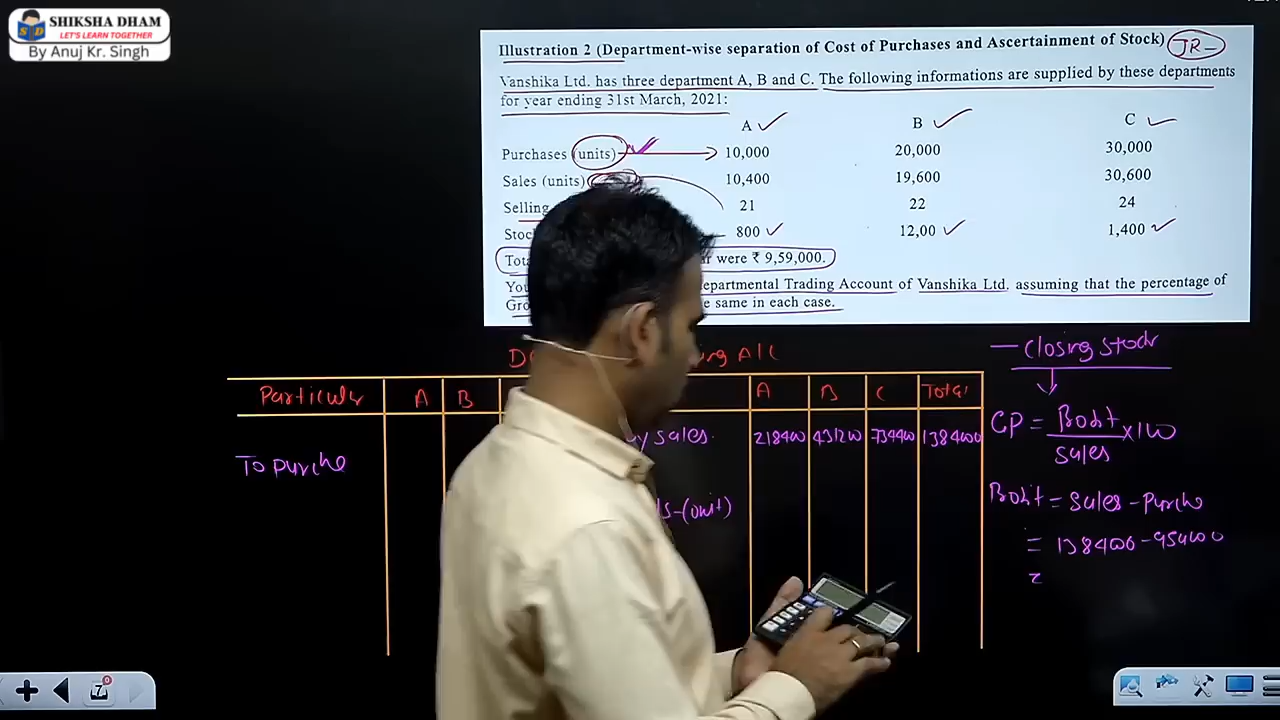 SHIKSHA DHAM
LET'S LEARN TOGETHER
By Anuj Kr. Singh
Illustration 2 (Department-wise separation of Cost of Purchases and Ascertainment of Stock) JR-
Vanshika Ltd. has three department A, B and C. The following informations are supplied by these departments
for year ending 31st March, 2021:
A B C
Purchases (units) 10,000 20,000 30,000
Sales (units) 10,400 19,600 30,600
Selling 21 22 24
800 12,00 1,400
were ₹ 9,59,000.
epartmental Trading Account of Vanshika Ltd. assuming that the percentage of
same in each case.
A/c
Particular A B A B C Total
By sales. 218400 431200 734400 1384000
To purche
(unit)
— Closing stock
GP = Profit/sales × 100
Profit = sales - Purche
= 1384000 - 959000
=
7